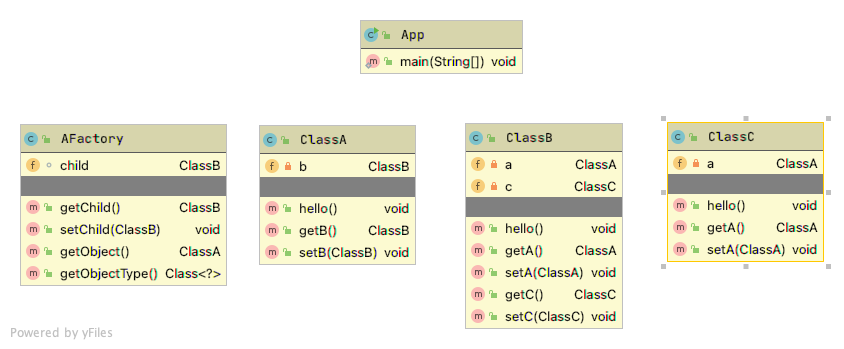 App
main(String[]) void
AFactory
child ClassB
getChild() ClassB
setChild(ClassB) void
getObject() ClassA
getObjectType() Class<?>
ClassA
b ClassB
hello() void
getB() ClassB
setB(ClassB) void
ClassB
a ClassA
c ClassC
hello() void
getA() ClassA
setA(ClassA) void
getC() ClassC
setC(ClassC) void
ClassC
a ClassA
hello() void
getA() ClassA
setA(ClassA) void
Powered by yFiles